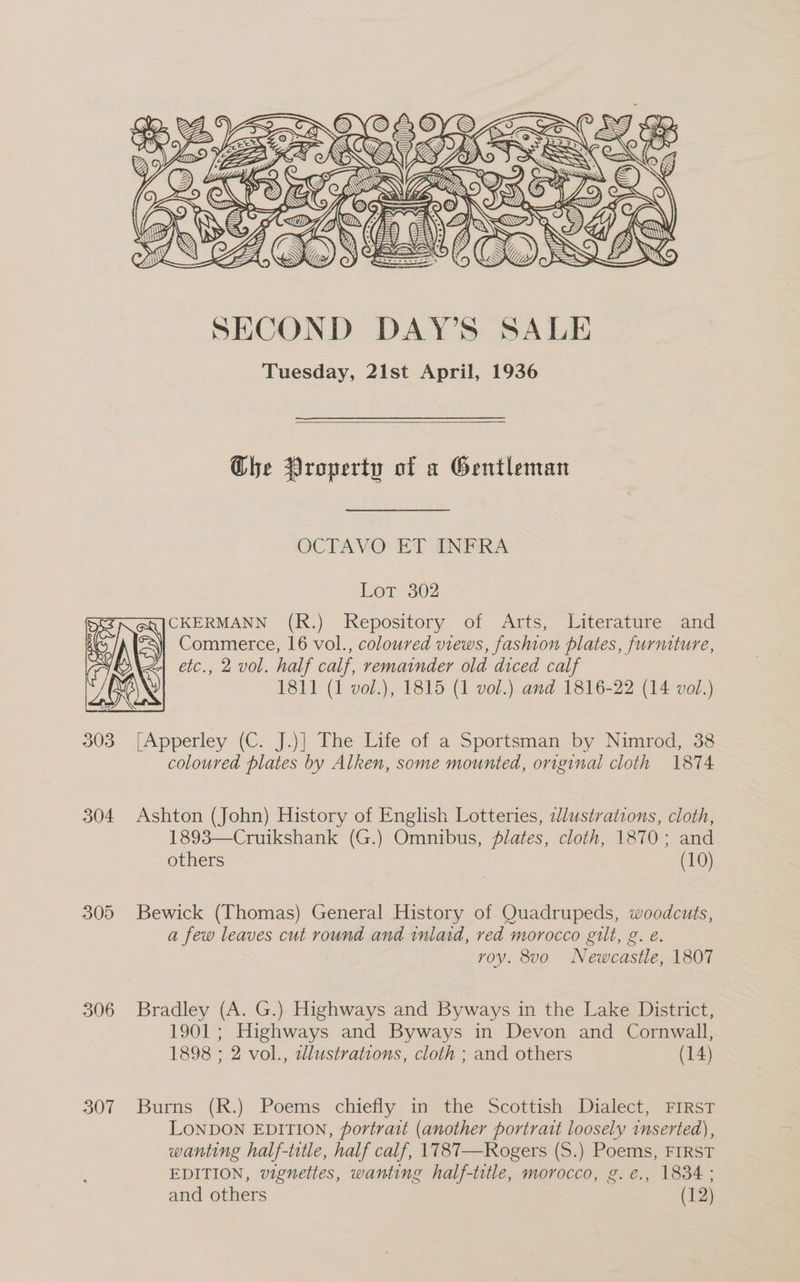 SECOND DAY'S SALE
Tuesday, 21st April, 1936
The Property of a Gentleman
OCTAVO ET INFRA
LOT 302
ACKERMANN (R.) Repository of Arts, Literature and
Commerce, 16 vol., coloured views, fashion plates, furniture,
etc., 2 vol. half calf, remainder old diced calf
1811 (1 vol.), 1815 (1 vol.) and 1816-22 (14 vol.)
303 [Apperley (C. J.)] The Life of a Sportsman by Nimrod, 38
coloured plates by Alken, some mounted, original cloth 1874
304 Ashton (John) History of English Lotteries, illustrations, cloth,
1893—Cruikshank (G.) Omnibus, plates, cloth, 1870 ; and
others (10)
305 Bewick (Thomas) General History of Quadrupeds, woodcuts,
a few leaves cut round and inlaid, red morocco gilt, g. e.
roy. 8vo Newcastle, 1807
306 Bradley (A. G.) Highways and Byways in the Lake District,
1901 ; Highways and Byways in Devon and Cornwall,
1898 ; 2 vol., illustrations, cloth ; and others (14)
307 Burns (R.) Poems chiefly in the Scottish Dialect, FIRST
LONDON EDITION, portrait (another portrait loosely inserted),
wanting half-title, half calf, 1787—Rogers (S.) Poems, FIRST
EDITION, vignettes, wanting half-title, morocco, g. e., 1834 ;
and others (12)